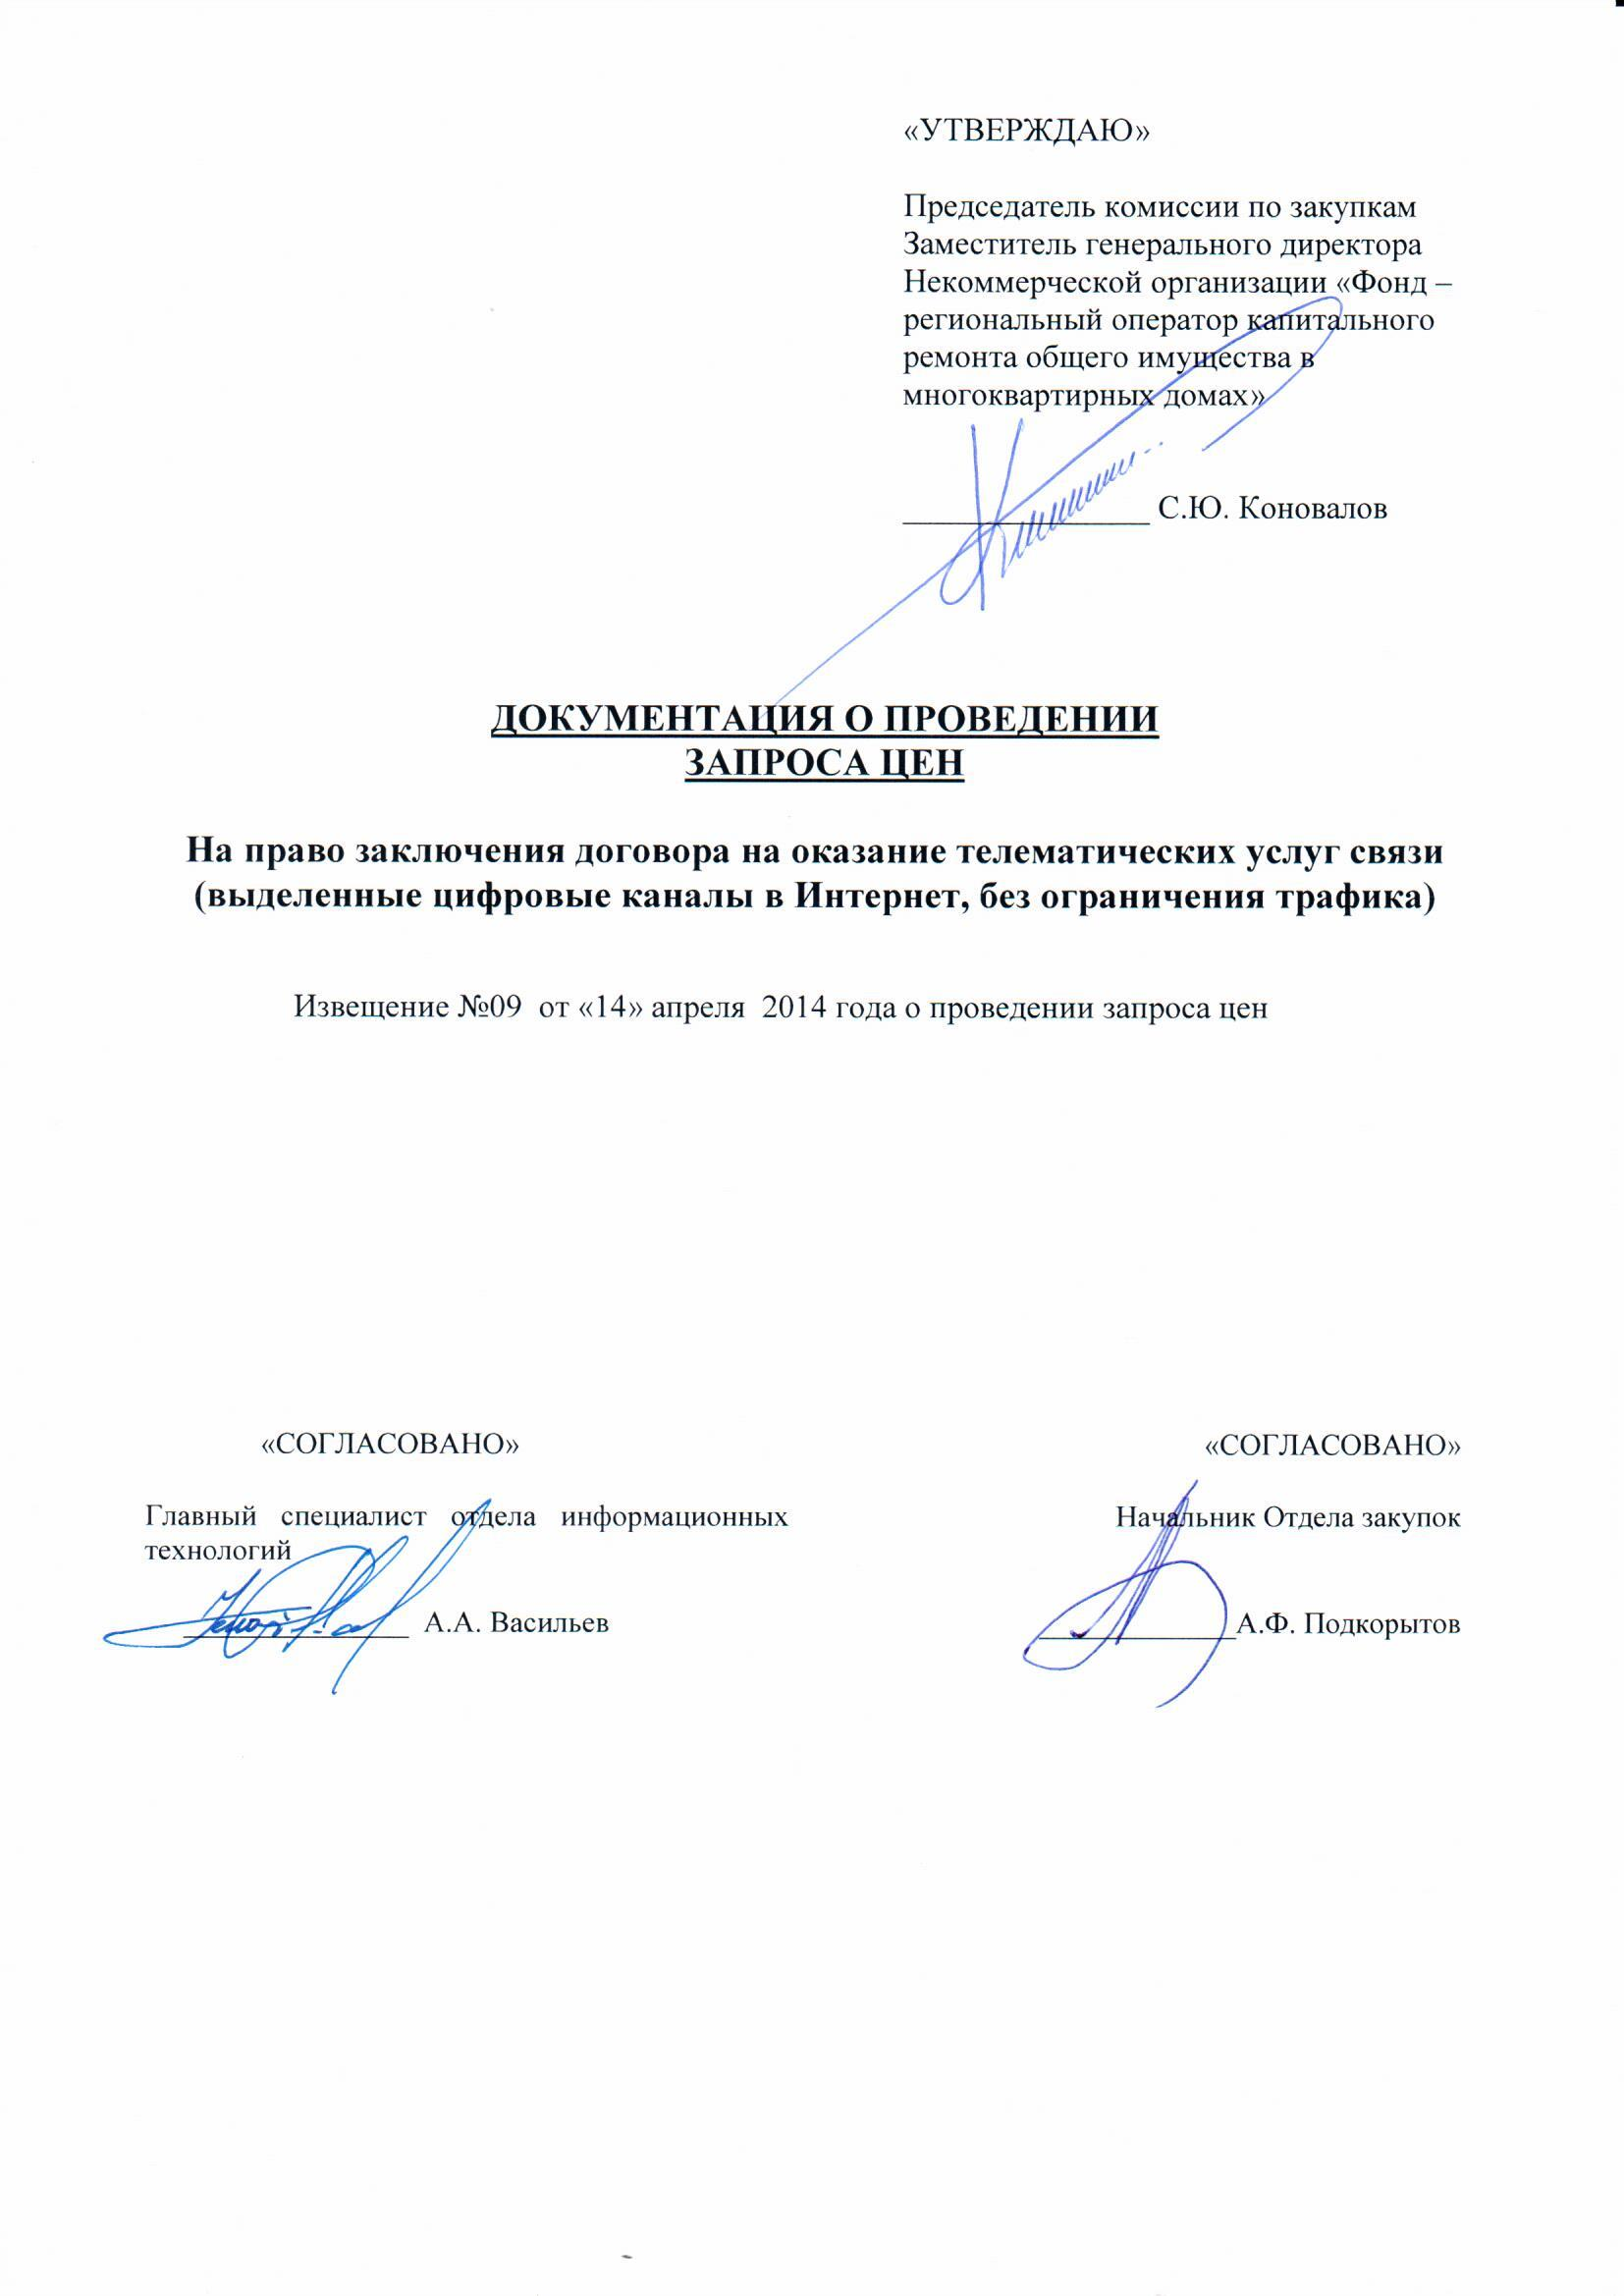 «УТВЕРЖДАЮ»
Председатель комиссии по закупкам
Заместитель генерального директора
Некоммерческой организации «Фонд –
региональный оператор капитального
ремонта общего имущества в
многоквартирных домах»
_______________ С.Ю. Коновалов
ДОКУМЕНТАЦИЯ О ПРОВЕДЕНИИ
ЗАПРОСА ЦЕН
На право заключения договора на оказание телематических услуг связи
(выделенные цифровые каналы в Интернет, без ограничения трафика)
Извещение №09 от «14» апреля 2014 года о проведении запроса цен
«СОГЛАСОВАНО»
Главный специалист отдела информационных
технологий
_______________ А.А. Васильев
«СОГЛАСОВАНО»
Начальник Отдела закупок
_____________А.Ф. Подкорытов